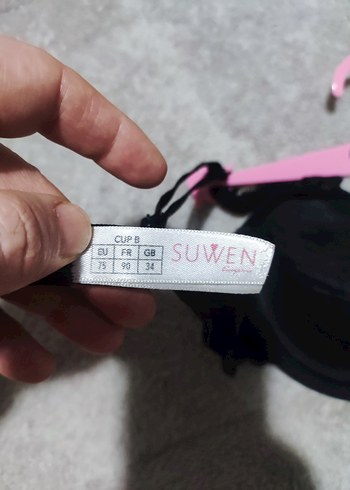 CUP B
EU FR GB
75 90 34
SUWEN